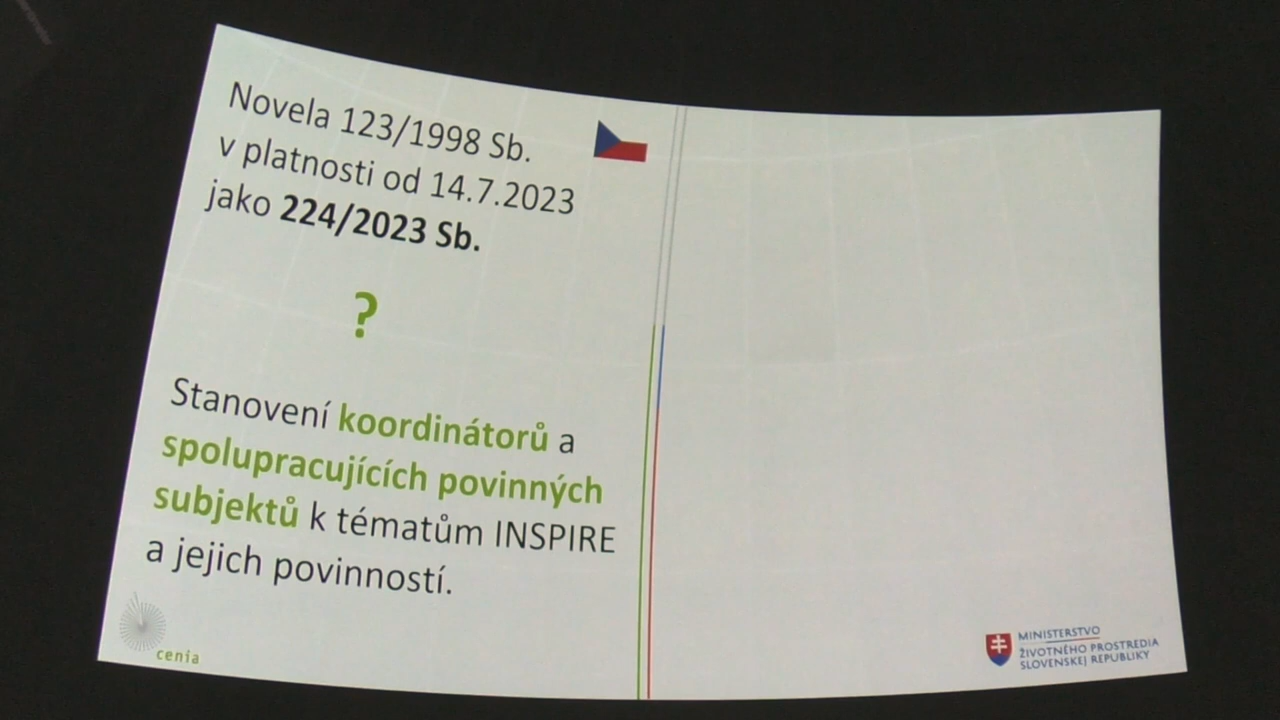 Novela 123/1998 Sb.
v platnosti od 14.7.2023
jako 224/2023 Sb.
?
Stanovení koordinátorů a
spolupracujících povinných
subjektů k tématům INSPIRE
a jejich povinností.
cenia
MINISTERSTVO
ŽIVOTNÉHO PROSTREDIA
SLOVENSKEJ REPUBLIKY